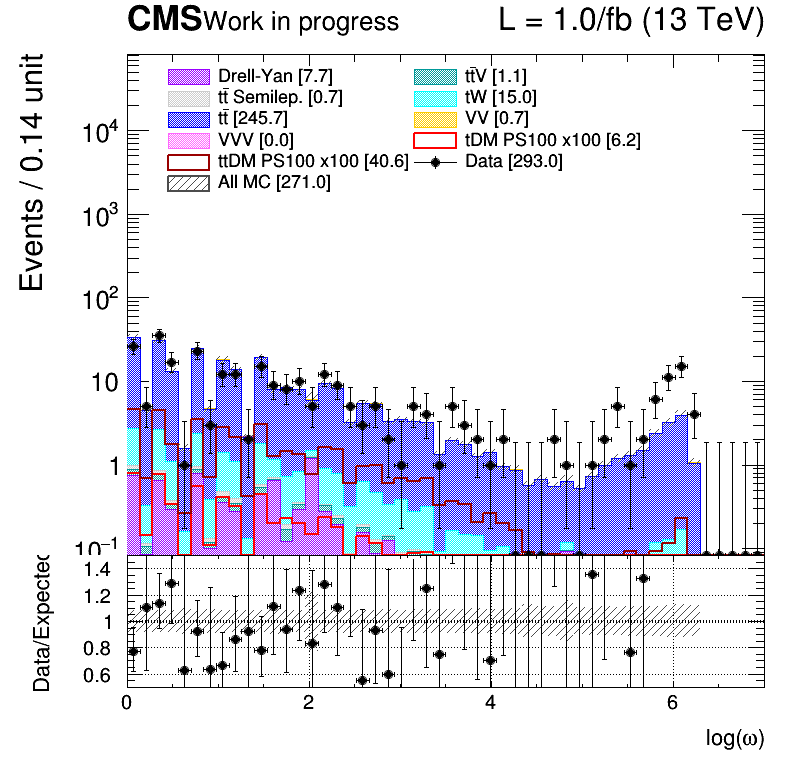 CMS Work in progress L = 1.0/fb (13 TeV)
Drell-Yan [7.7] tt̄V [1.1]
tt̄ Semilep. [0.7] tW [15.0]
tt̄ [245.7] VV [0.7]
VVV [0.0] tDM PS100 x100 [6.2]
ttDM PS100 x100 [40.6] Data [293.0]
All MC [271.0]
Events / 0.14 unit
10⁴
10³
10²
10
1
10⁻¹
Data/Expected
1.4
1.2
1
0.8
0.6
0 2 4 6
log(ω)